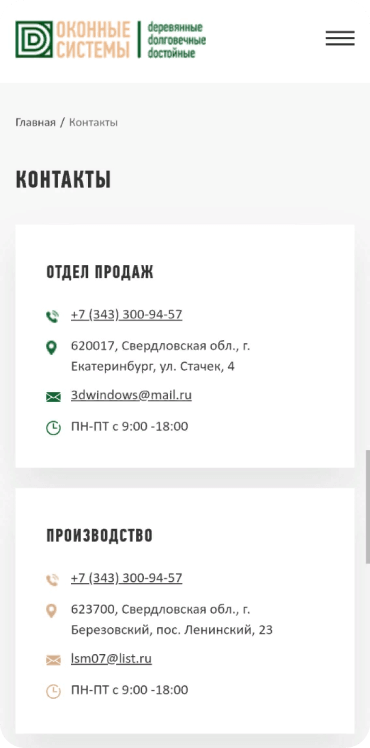 ОКОННЫЕ
СИСТЕМЫ
деревянные
долговечные
достойные
Главная / Контакты
КОНТАКТЫ
ОТДЕЛ ПРОДАЖ
+7 (343) 300-94-57
620017, Свердловская обл., г.
Екатеринбург, ул. Стачек, 4
3dwindows@mail.ru
ПН-ПТ с 9:00 -18:00
ПРОИЗВОДСТВО
+7 (343) 300-94-57
623700, Свердловская обл., г.
Березовский, пос. Ленинский, 23
lsm07@list.ru
ПН-ПТ с 9:00 -18:00